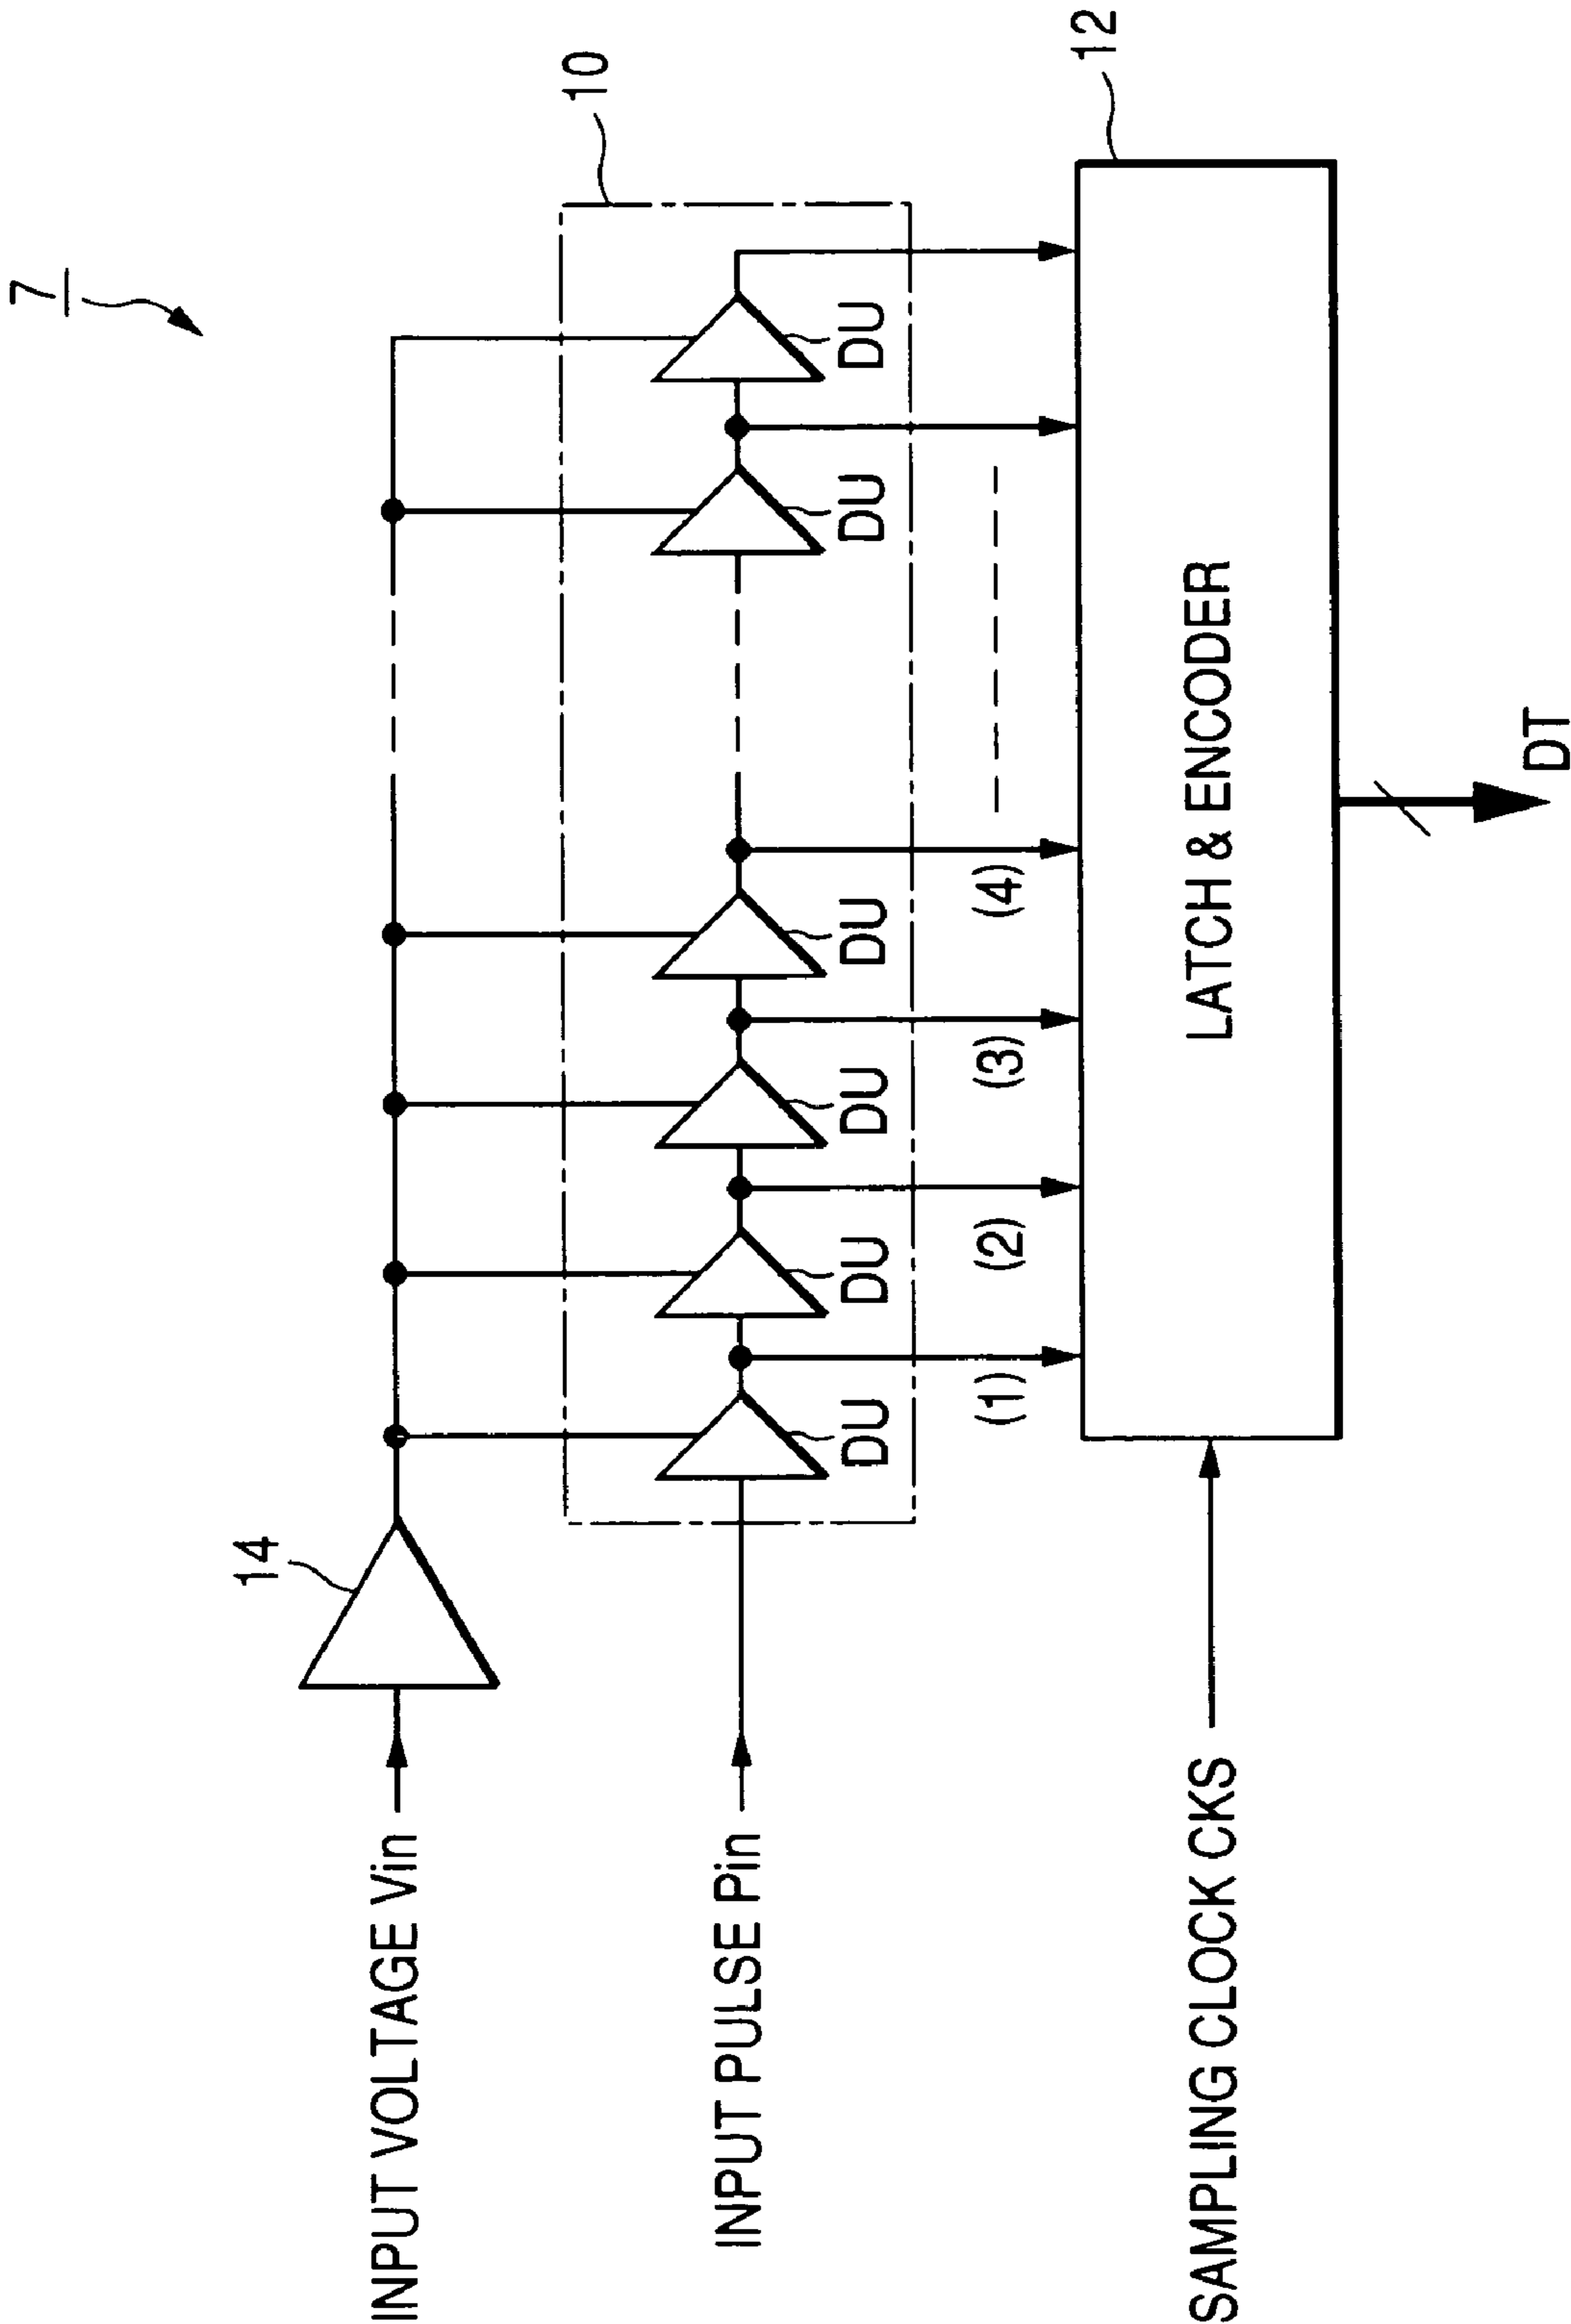 7
14
10
INPUT VOLTAGE Vin
DU
DU
DU
DU
DU
DU
INPUT PULSE Pin
(1)
(2)
(3)
(4)
12
LATCH & ENCODER
SAMPLING CLOCK CKS
DT